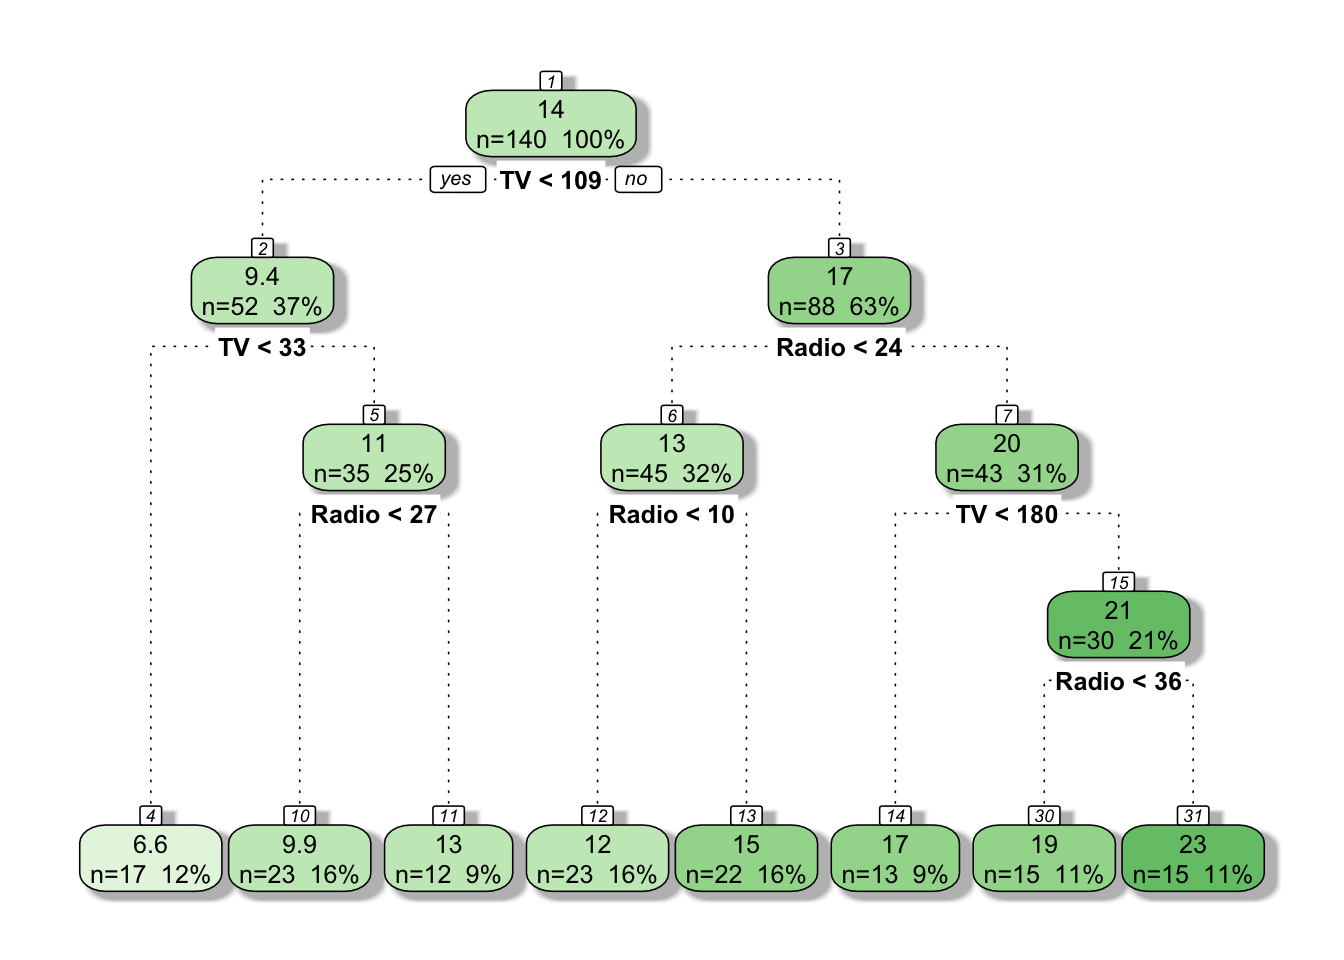 1
14
n=140 100%
yes TV < 109 no
2
9.4
n=52 37%
3
17
n=88 63%
TV < 33
Radio < 24
5
11
n=35 25%
6
13
n=45 32%
7
20
n=43 31%
Radio < 27
Radio < 10
TV < 180
15
21
n=30 21%
Radio < 36
4
6.6
n=17 12%
10
9.9
n=23 16%
11
13
n=12 9%
12
12
n=23 16%
13
15
n=22 16%
14
17
n=13 9%
30
19
n=15 11%
31
23
n=15 11%